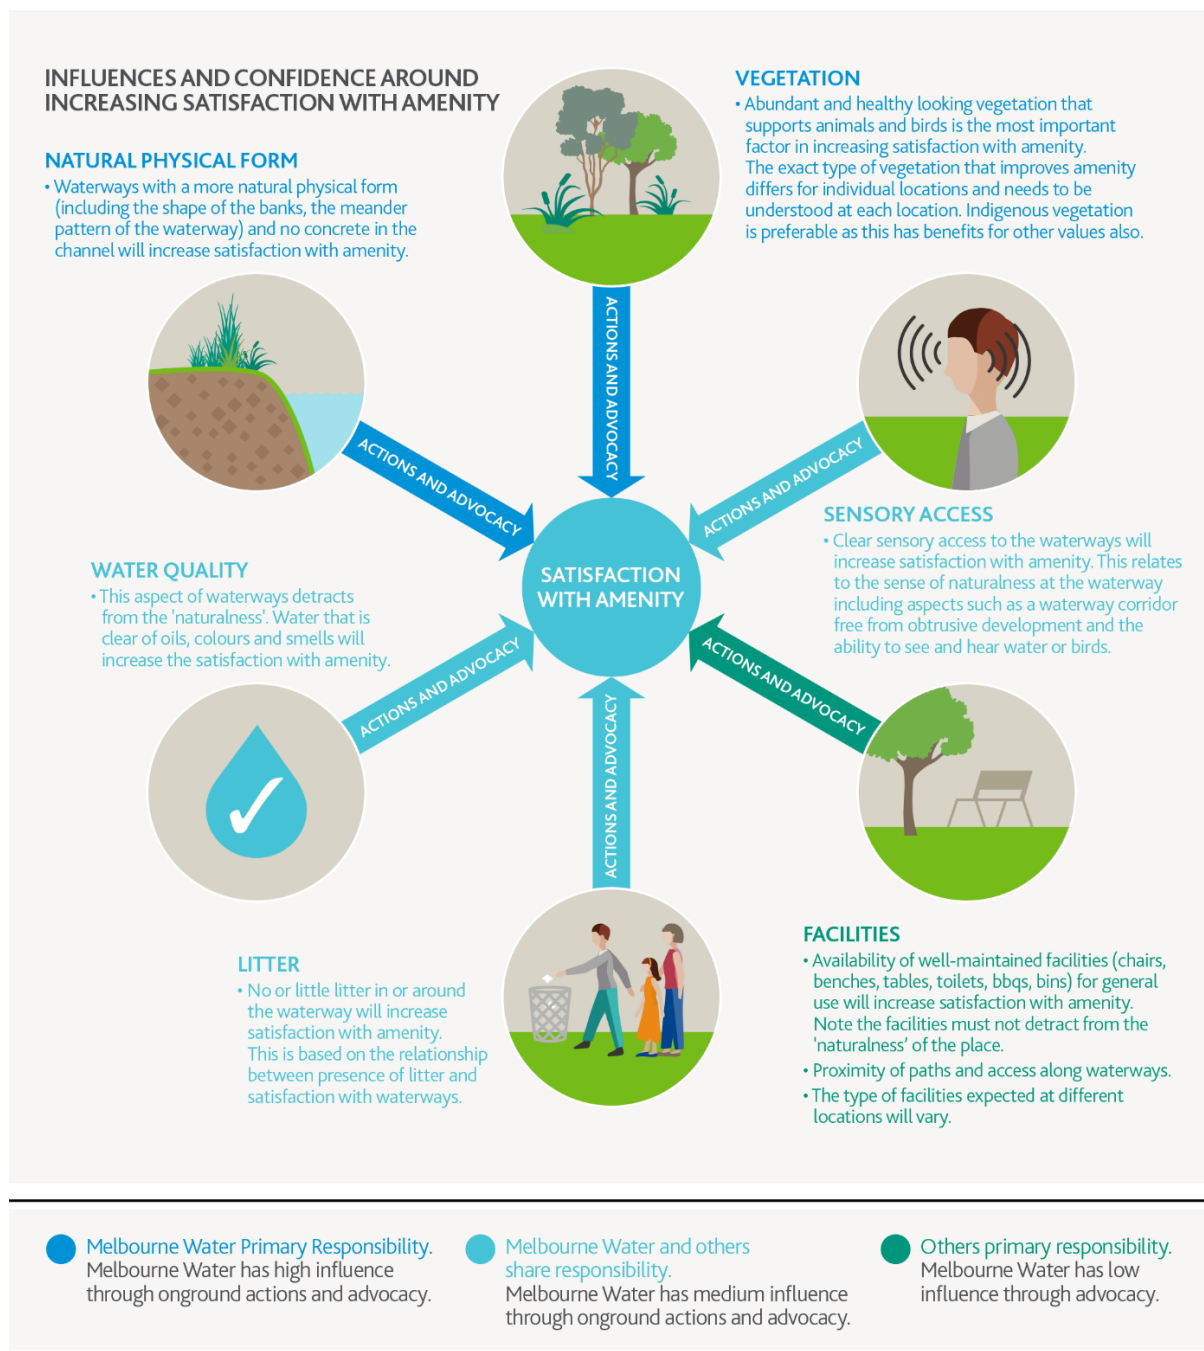 INFLUENCES AND CONFIDENCE AROUND
INCREASING SATISFACTION WITH AMENITY
NATURAL PHYSICAL FORM
• Waterways with a more natural physical form
(including the shape of the banks, the meander
pattern of the waterway) and no concrete in the
channel will increase satisfaction with amenity.
VEGETATION
• Abundant and healthy looking vegetation that
supports animals and birds is the most important
factor in increasing satisfaction with amenity.
The exact type of vegetation that improves amenity
differs for individual locations and needs to be
understood at each location. Indigenous vegetation
is preferable as this has benefits for other values also.
ACTIONS AND ADVOCACY
ACTIONS AND ADVOCACY
ACTIONS AND ADVOCACY
SENSORY ACCESS
• Clear sensory access to the waterways will
increase satisfaction with amenity. This relates
to the sense of naturalness at the waterway
including aspects such as a waterway corridor
free from obtrusive development and the
ability to see and hear water or birds.
SATISFACTION
WITH AMENITY
WATER QUALITY
• This aspect of waterways detracts
from the 'naturalness'. Water that is
clear of oils, colours and smells will
increase the satisfaction with amenity.
ACTIONS AND ADVOCACY
ACTIONS AND ADVOCACY
ACTIONS AND ADVOCACY
LITTER
• No or little litter in or around
the waterway will increase
satisfaction with amenity.
This is based on the relationship
between presence of litter and
satisfaction with waterways.
FACILITIES
• Availability of well-maintained facilities (chairs,
benches, tables, toilets, bbqs, bins) for general
use will increase satisfaction with amenity.
Note the facilities must not detract from the
'naturalness' of the place.
• Proximity of paths and access along waterways.
• The type of facilities expected at different
locations will vary.
Melbourne Water Primary Responsibility.
Melbourne Water has high influence
through onground actions and advocacy.
Melbourne Water and others
share responsibility.
Melbourne Water has medium influence
through onground actions and advocacy.
Others primary responsibility.
Melbourne Water has low
influence through advocacy.